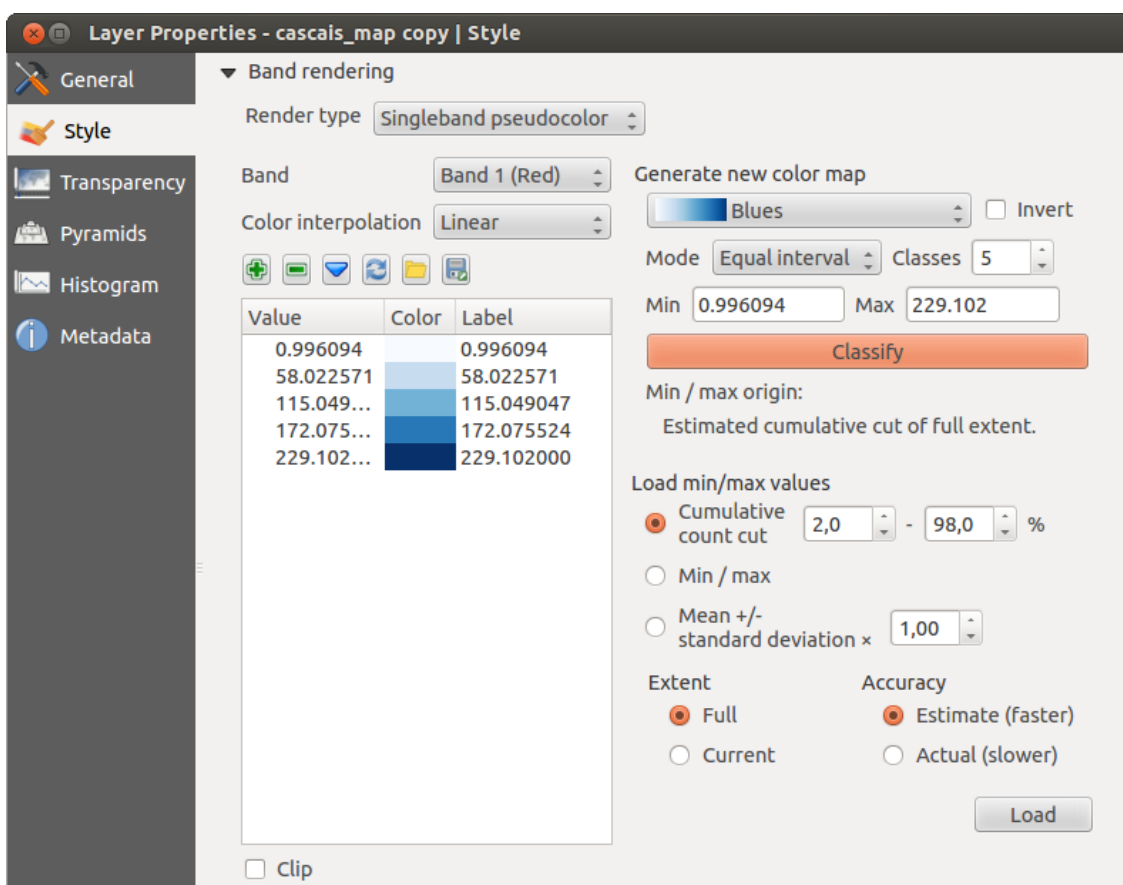 Layer Properties - cascais_map copy | Style
General
Style
Transparency
Pyramids
Histogram
Metadata
Band rendering
Render type Singleband pseudocolor
Band Band 1 (Red)
Color interpolation Linear
Value Color Label
0.996094 0.996094
58.022571 58.022571
115.049... 115.049047
172.075... 172.075524
229.102... 229.102000
Clip
Generate new color map
Blues Invert
Mode Equal interval Classes 5
Min 0.996094 Max 229.102
Classify
Min / max origin:
Estimated cumulative cut of full extent.
Load min/max values
Cumulative
count cut 2,0 - 98,0 %
Min / max
Mean +/-
standard deviation × 1,00
Extent Accuracy
Full Estimate (faster)
Current Actual (slower)
Load